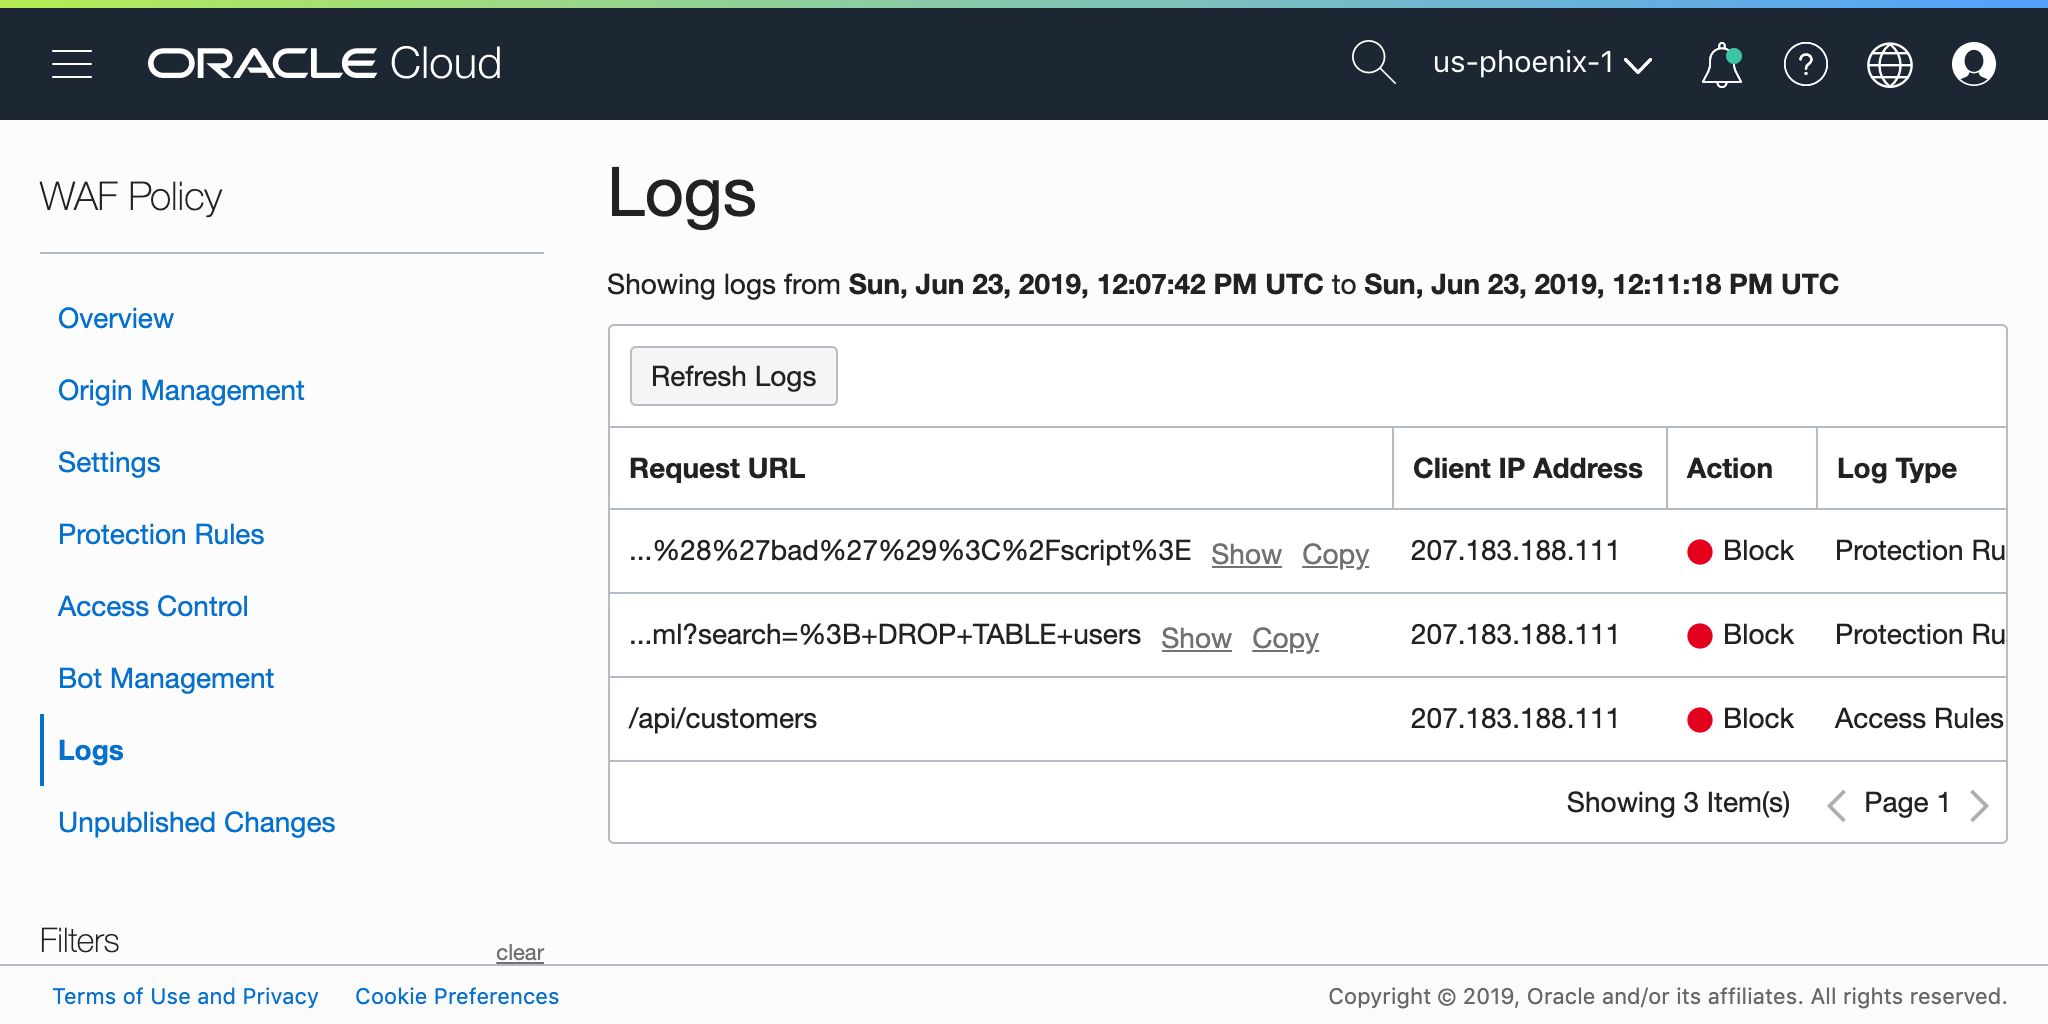 ORACLE Cloud
us-phoenix-1
WAF Policy
Overview
Origin Management
Settings
Protection Rules
Access Control
Bot Management
Logs
Unpublished Changes
Filters
clear
Logs
Showing logs from Sun, Jun 23, 2019, 12:07:42 PM UTC to Sun, Jun 23, 2019, 12:11:18 PM UTC
Refresh Logs
Request URL Client IP Address Action Log Type
...%28%27bad%27%29%3C%2Fscript%3E Show Copy 207.183.188.111 Block Protection Ru
...ml?search=%3B+DROP+TABLE+users Show Copy 207.183.188.111 Block Protection Ru
/api/customers 207.183.188.111 Block Access Rules
Showing 3 Item(s) Page 1
Terms of Use and Privacy Cookie Preferences Copyright © 2019, Oracle and/or its affiliates. All rights reserved.